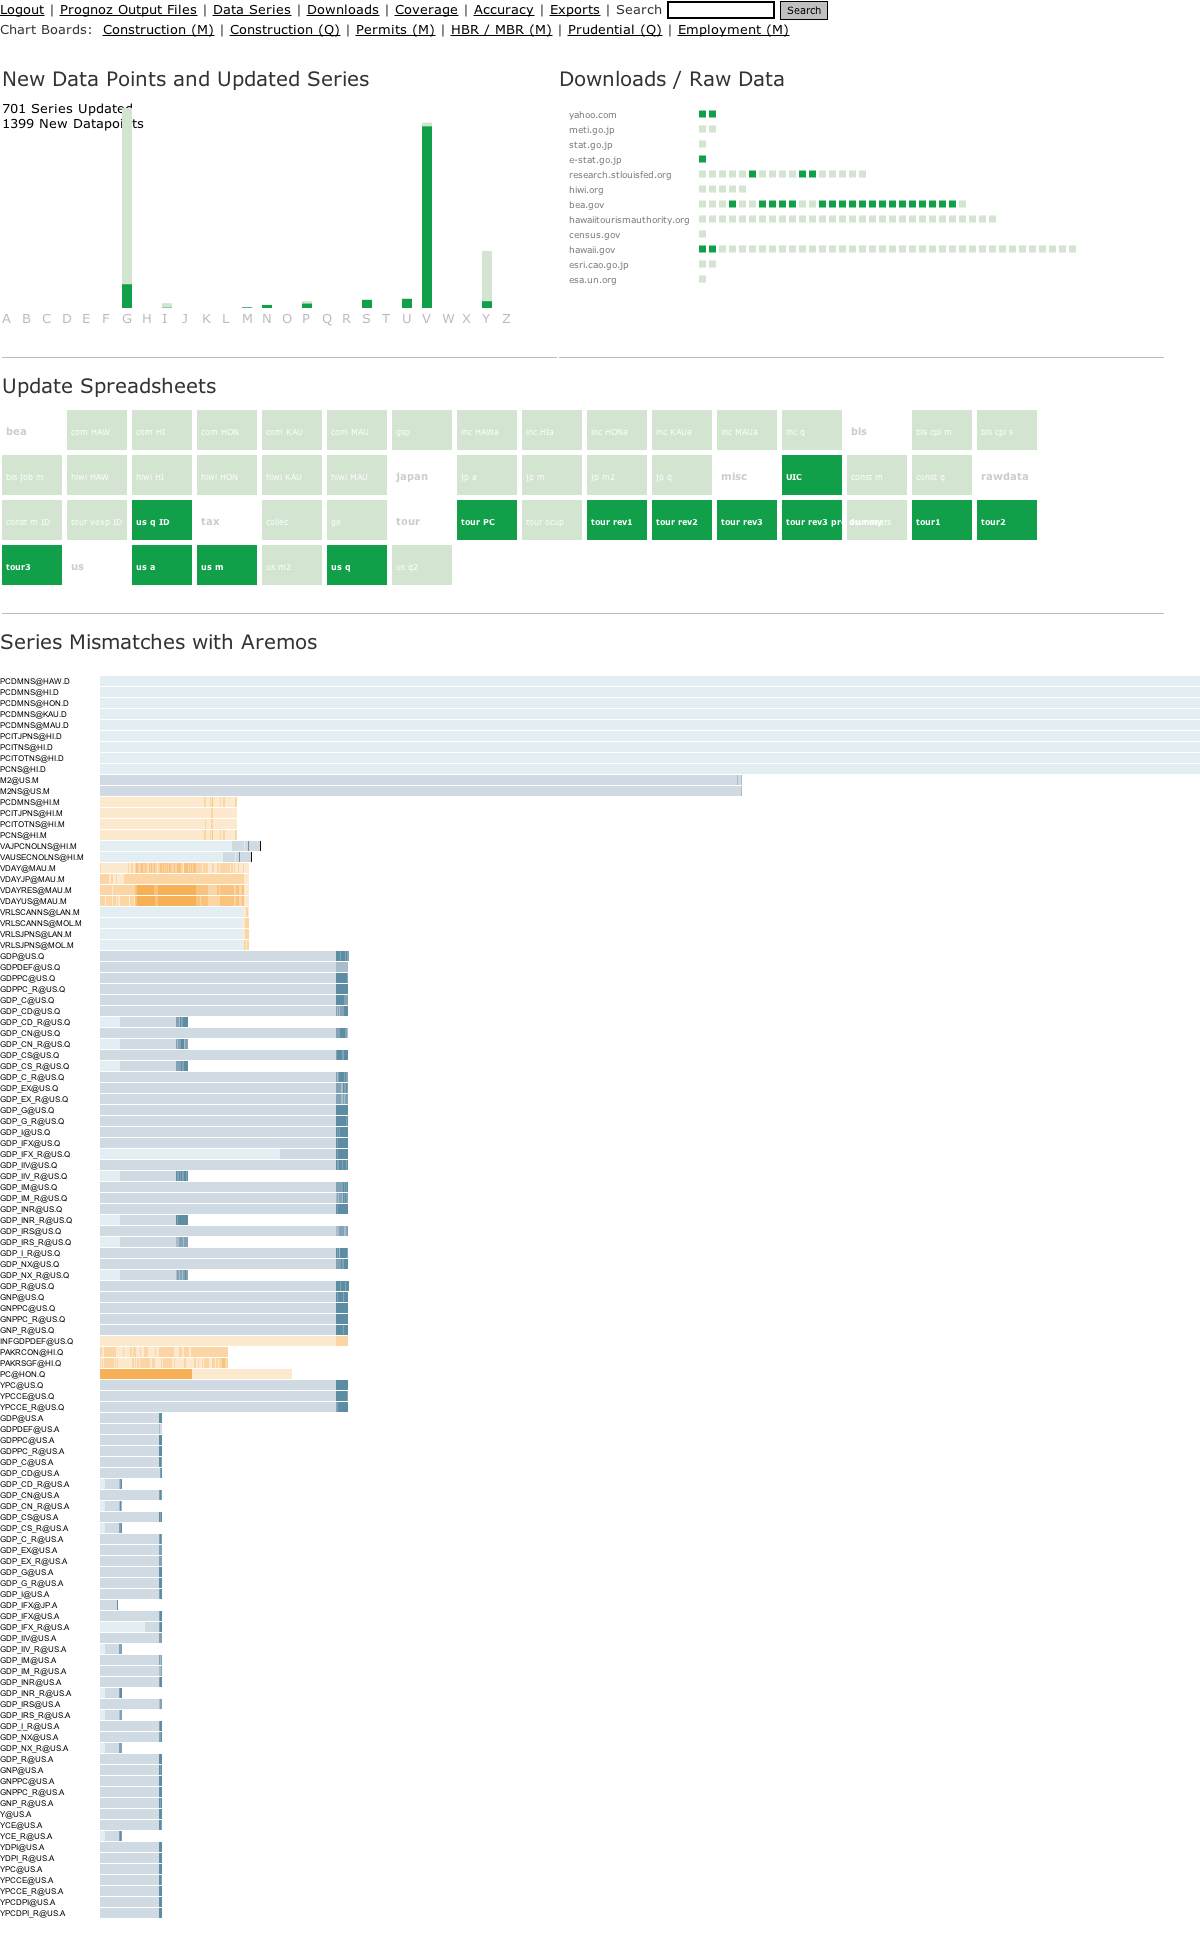 Logout | Prognoz Output Files | Data Series | Downloads | Coverage | Accuracy | Exports | Search Search
Chart Boards: Construction (M) | Construction (Q) | Permits (M) | HBR / MBR (M) | Prudential (Q) | Employment (M)
New Data Points and Updated Series
701 Series Updated
1399 New Datapoints
A B C D E F G H I J K L M N O P Q R S T U V W X Y Z
Downloads / Raw Data
yahoo.com
meti.go.jp
stat.go.jp
e-stat.go.jp
research.stlouisfed.org
hiwi.org
bea.gov
hawaiitourismauthority.org
census.gov
hawaii.gov
esri.cao.go.jp
esa.un.org
Update Spreadsheets
bea com HAW com HI com HON com KAU com MAU gsp inc HAWa inc HIa inc HONa inc KAUa inc MAUa inc q bls bls cpi m bls cpi s
bls job m hiwi HAW hiwi HI hiwi HON hiwi KAU hiwi MAU japan jp a jp m jp m2 jp q misc UIC const m const q rawdata
const m ID tour vexp ID us q ID tax collec ge tour tour PC tour ocup tour rev1 tour rev2 tour rev3 tour rev3 pre dummy tour1 tour2
tour3 us us a us m us m2 us q us q2
Series Mismatches with Aremos
PCDMNS@HAW.D
PCDMNS@HI.D
PCDMNS@HON.D
PCDMNS@KAU.D
PCDMNS@MAU.D
PCITJPNS@HI.D
PCITNS@HI.D
PCITOTNS@HI.D
PCNS@HI.D
M2@US.M
M2NS@US.M
PCDMNS@HI.M
PCITJPNS@HI.M
PCITOTNS@HI.M
PCNS@HI.M
VAJPCNOLNS@HI.M
VAUSECNOLNS@HI.M
VDAY@MAU.M
VDAYJP@MAU.M
VDAYRES@MAU.M
VDAYUS@MAU.M
VRLSCANNS@LAN.M
VRLSCANNS@MOL.M
VRLSJPNS@LAN.M
VRLSJPNS@MOL.M
GDP@US.Q
GDPDEF@US.Q
GDPPC@US.Q
GDPPC_R@US.Q
GDP_C@US.Q
GDP_CD@US.Q
GDP_CD_R@US.Q
GDP_CN@US.Q
GDP_CN_R@US.Q
GDP_CS@US.Q
GDP_CS_R@US.Q
GDP_C_R@US.Q
GDP_EX@US.Q
GDP_EX_R@US.Q
GDP_G@US.Q
GDP_G_R@US.Q
GDP_I@US.Q
GDP_IFX@US.Q
GDP_IFX_R@US.Q
GDP_IIV@US.Q
GDP_IIV_R@US.Q
GDP_IM@US.Q
GDP_IM_R@US.Q
GDP_INR@US.Q
GDP_INR_R@US.Q
GDP_IRS@US.Q
GDP_IRS_R@US.Q
GDP_I_R@US.Q
GDP_NX@US.Q
GDP_NX_R@US.Q
GDP_R@US.Q
GNP@US.Q
GNPPC@US.Q
GNPPC_R@US.Q
GNP_R@US.Q
INFGDPDEF@US.Q
PAKRCON@HI.Q
PAKRSGF@HI.Q
PC@HON.Q
YPC@US.Q
YPCCE@US.Q
YPCCE_R@US.Q
GDP@US.A
GDPDEF@US.A
GDPPC@US.A
GDPPC_R@US.A
GDP_C@US.A
GDP_CD@US.A
GDP_CD_R@US.A
GDP_CN@US.A
GDP_CN_R@US.A
GDP_CS@US.A
GDP_CS_R@US.A
GDP_C_R@US.A
GDP_EX@US.A
GDP_EX_R@US.A
GDP_G@US.A
GDP_G_R@US.A
GDP_I@US.A
GDP_IFX@JP.A
GDP_IFX@US.A
GDP_IFX_R@US.A
GDP_IIV@US.A
GDP_IIV_R@US.A
GDP_IM@US.A
GDP_IM_R@US.A
GDP_INR@US.A
GDP_INR_R@US.A
GDP_IRS@US.A
GDP_IRS_R@US.A
GDP_I_R@US.A
GDP_NX@US.A
GDP_NX_R@US.A
GDP_R@US.A
GNP@US.A
GNPPC@US.A
GNPPC_R@US.A
GNP_R@US.A
Y@US.A
YCE@US.A
YCE_R@US.A
YDPI@US.A
YDPI_R@US.A
YPC@US.A
YPCCE@US.A
YPCCE_R@US.A
YPCDPI@US.A
YPCDPI_R@US.A